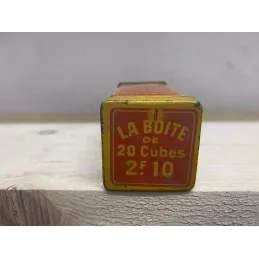 LA BOITE
DE
20 Cubes
2F. 10